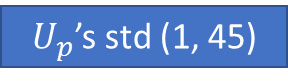 Uₚ’s std (1, 45)